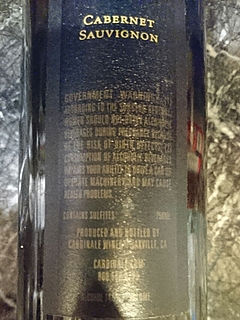 CABERNET
SAUVIGNON
GOVERNMENT WARNING:
ACCORDING TO THE SURGEON GENERAL
WOMEN SHOULD NOT DRINK ALCOHOLIC
BEVERAGES DURING PREGNANCY BECAUSE
OF THE RISK OF BIRTH DEFECTS.
CONSUMPTION OF ALCOHOLIC BEVERAGES
IMPAIRS YOUR ABILITY TO DRIVE A CAR OR
OPERATE MACHINERY, AND MAY CAUSE
HEALTH PROBLEMS.
CONTAINS SULFITES 750ML
PRODUCED AND BOTTLED BY
CARDINALE WINERY, OAKVILLE, CA